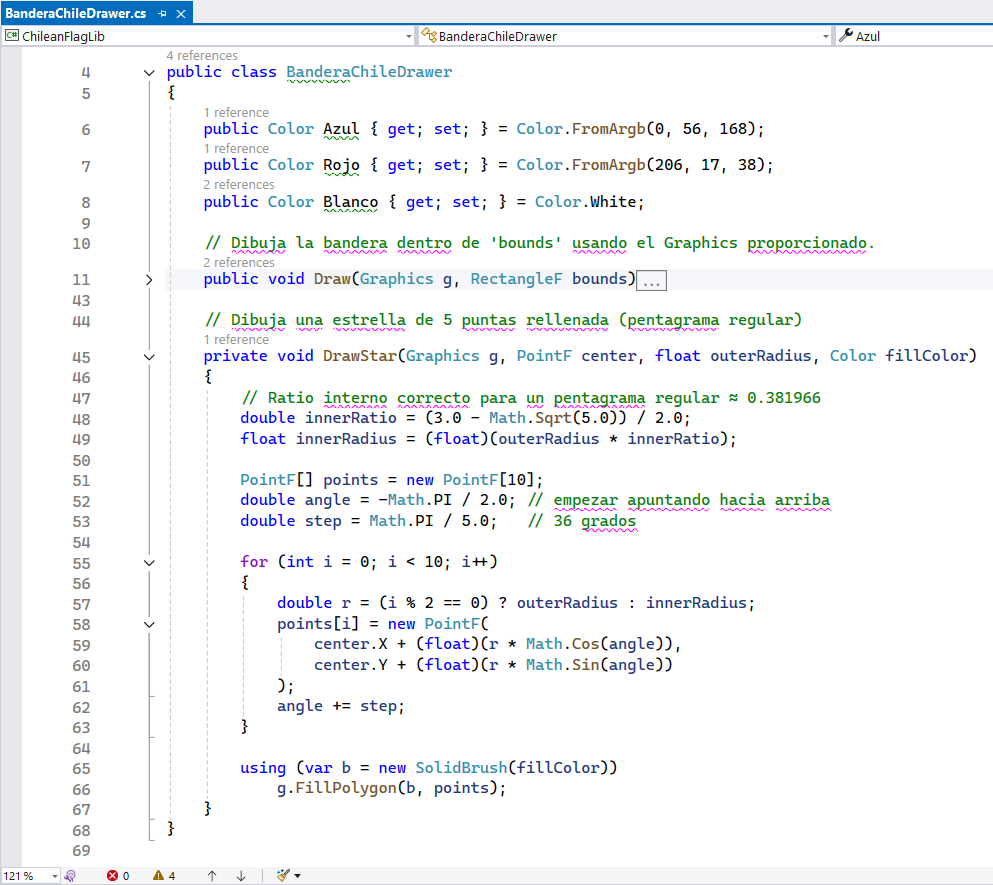 BanderaChileDrawer.cs
ChileanFlagLib BanderaChileDrawer Azul
4 references
4 public class BanderaChileDrawer
5 {
1 reference
6 public Color Azul { get; set; } = Color.FromArgb(0, 56, 168);
1 reference
7 public Color Rojo { get; set; } = Color.FromArgb(206, 17, 38);
2 references
8 public Color Blanco { get; set; } = Color.White;
9
10 // Dibuja la bandera dentro de 'bounds' usando el Graphics proporcionado.
2 references
11 public void Draw(Graphics g, RectangleF bounds)...
43
44 // Dibuja una estrella de 5 puntas rellenada (pentagrama regular)
1 reference
45 private void DrawStar(Graphics g, PointF center, float outerRadius, Color fillColor)
46 {
47 // Ratio interno correcto para un pentagrama regular ≈ 0.381966
48 double innerRatio = (3.0 - Math.Sqrt(5.0)) / 2.0;
49 float innerRadius = (float)(outerRadius * innerRatio);
50
51 PointF[] points = new PointF[10];
52 double angle = -Math.PI / 2.0; // empezar apuntando hacia arriba
53 double step = Math.PI / 5.0; // 36 grados
54
55 for (int i = 0; i < 10; i++)
56 {
57 double r = (i % 2 == 0) ? outerRadius : innerRadius;
58 points[i] = new PointF(
59 center.X + (float)(r * Math.Cos(angle)),
60 center.Y + (float)(r * Math.Sin(angle))
61 );
62 angle += step;
63 }
64
65 using (var b = new SolidBrush(fillColor))
66 g.FillPolygon(b, points);
67 }
68 }
69
121 % 0 4